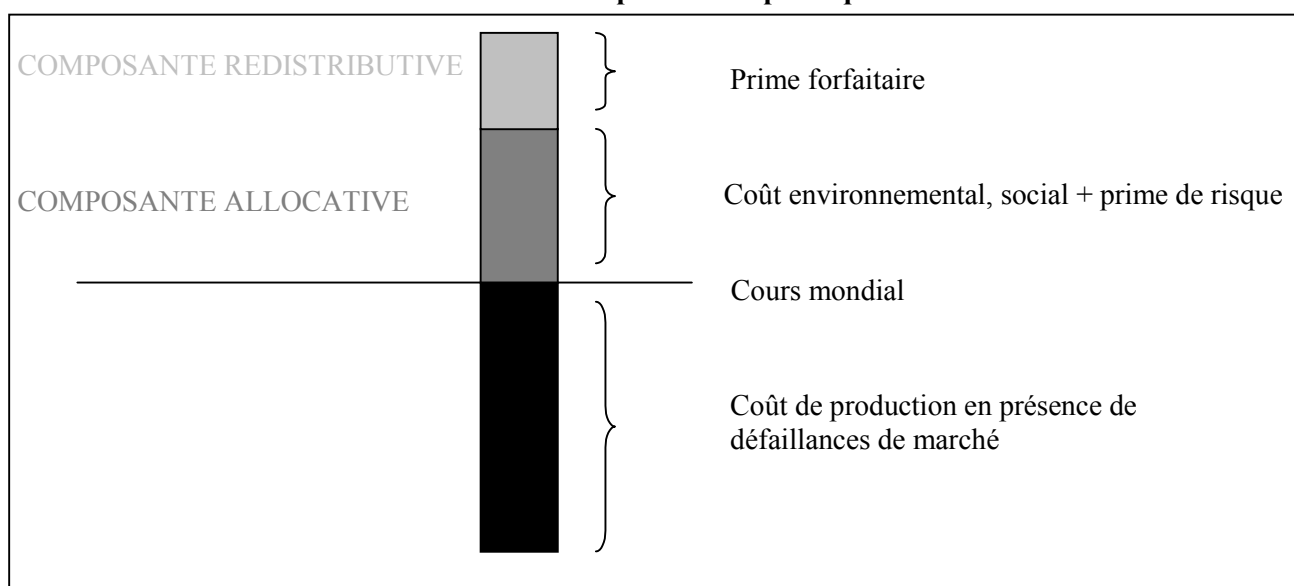 COMPOSANTE REDISTRIBUTIVE
Prime forfaitaire
COMPOSANTE ALLOCATIVE
Coût environnemental, social + prime de risque
Cours mondial
Coût de production en présence de
défaillances de marché